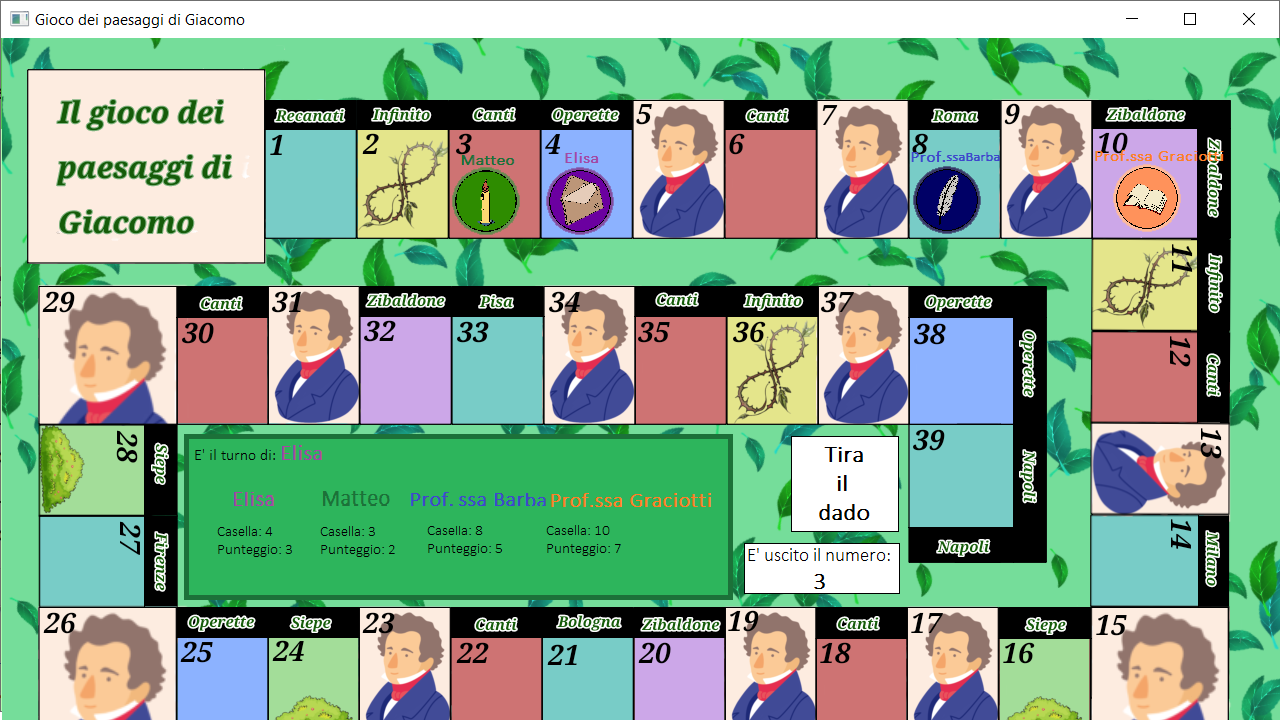 Gioco dei paesaggi di Giacomo
Il gioco dei
paesaggi di i
Giacomo
Recanati
1
Infinito
2
Canti
3
Matteo
Operette
4
Elisa
5
Canti
6
7
Roma
8
Prof.ssaBarba
9
Zibaldone
10
Prof.ssa Graciotti
Zibaldone
11
Infinito
12
Canti
13
14
Milano
29
Canti
30
31
Zibaldone
32
Pisa
33
34
Canti
35
Infinito
36
37
Operette
38
Operette
39
Napoli
Napoli
28
Siepe
27
Firenze
E' il turno di: Elisa
Elisa Matteo Prof. ssa Barba Prof.ssa Graciotti
Casella: 4 Casella: 3 Casella: 8 Casella: 10
Punteggio: 3 Punteggio: 2 Punteggio: 5 Punteggio: 7
Tira
il
dado
E' uscito il numero:
3
26
Operette
25
Siepe
24
23
Canti
22
Bologna
21
Zibaldone
20
19
Canti
18
17
Siepe
16
15